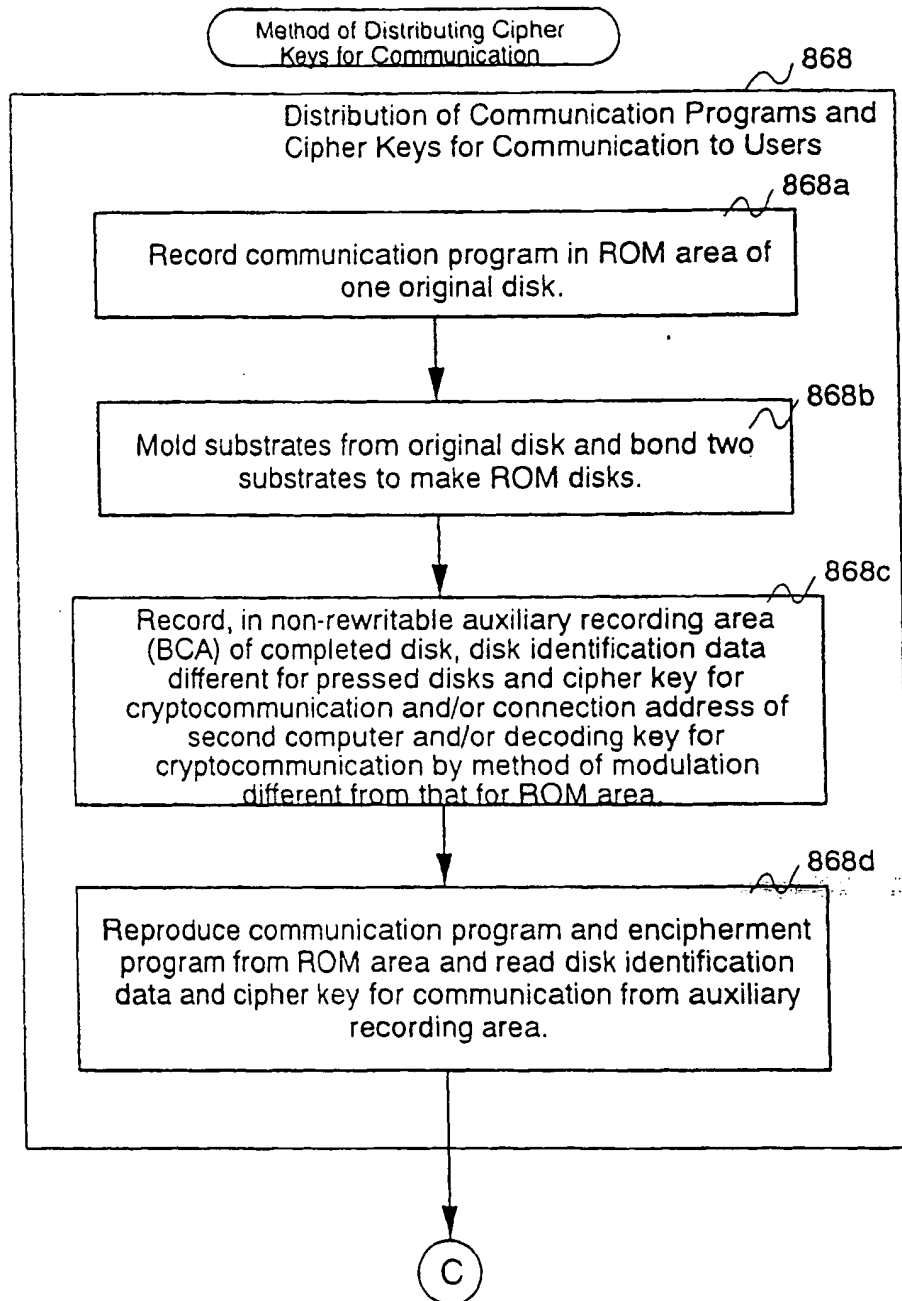 Method of Distributing Cipher
Keys for Communication
868
Distribution of Communication Programs and
Cipher Keys for Communication to Users
868a
Record communication program in ROM area of
one original disk.
868b
Mold substrates from original disk and bond two
substrates to make ROM disks.
868c
Record, in non-rewritable auxiliary recording area
(BCA) of completed disk, disk identification data
different for pressed disks and cipher key for
cryptocommunication and/or connection address of
second computer and/or decoding key for
cryptocommunication by method of modulation
different from that for ROM area.
868d
Reproduce communication program and encipherment
program from ROM area and read disk identification
data and cipher key for communication from auxiliary
recording area.
C